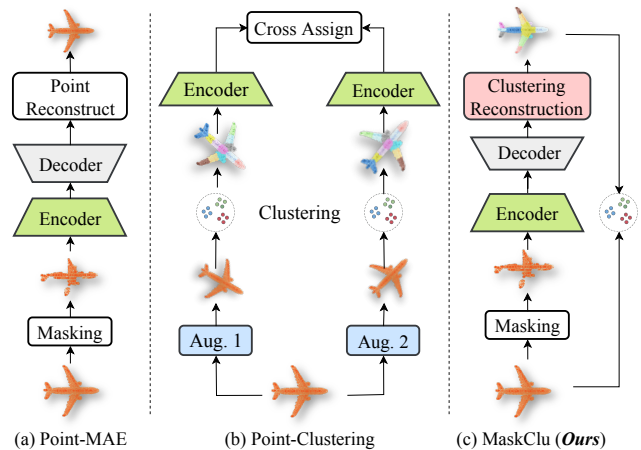 Point
Reconstruct
Decoder
Encoder
Masking
(a) Point-MAE
Cross Assign
Encoder
Encoder
Clustering
Aug. 1
Aug. 2
(b) Point-Clustering
Clustering
Reconstruction
Decoder
Encoder
Masking
(c) MaskClu (Ours)